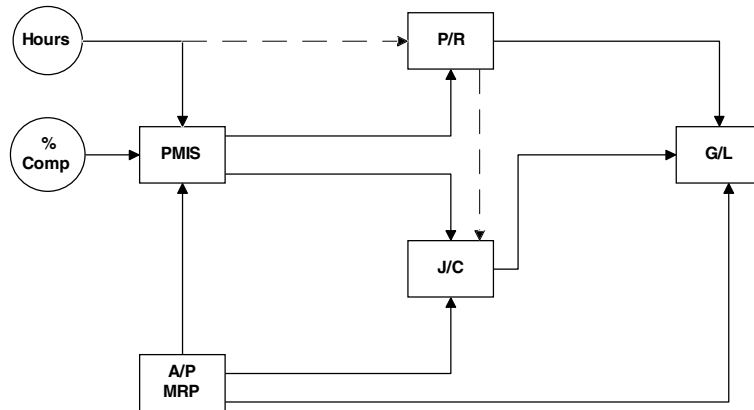 Hours
P/R
%
Comp
PMIS
G/L
J/C
A/P
MRP